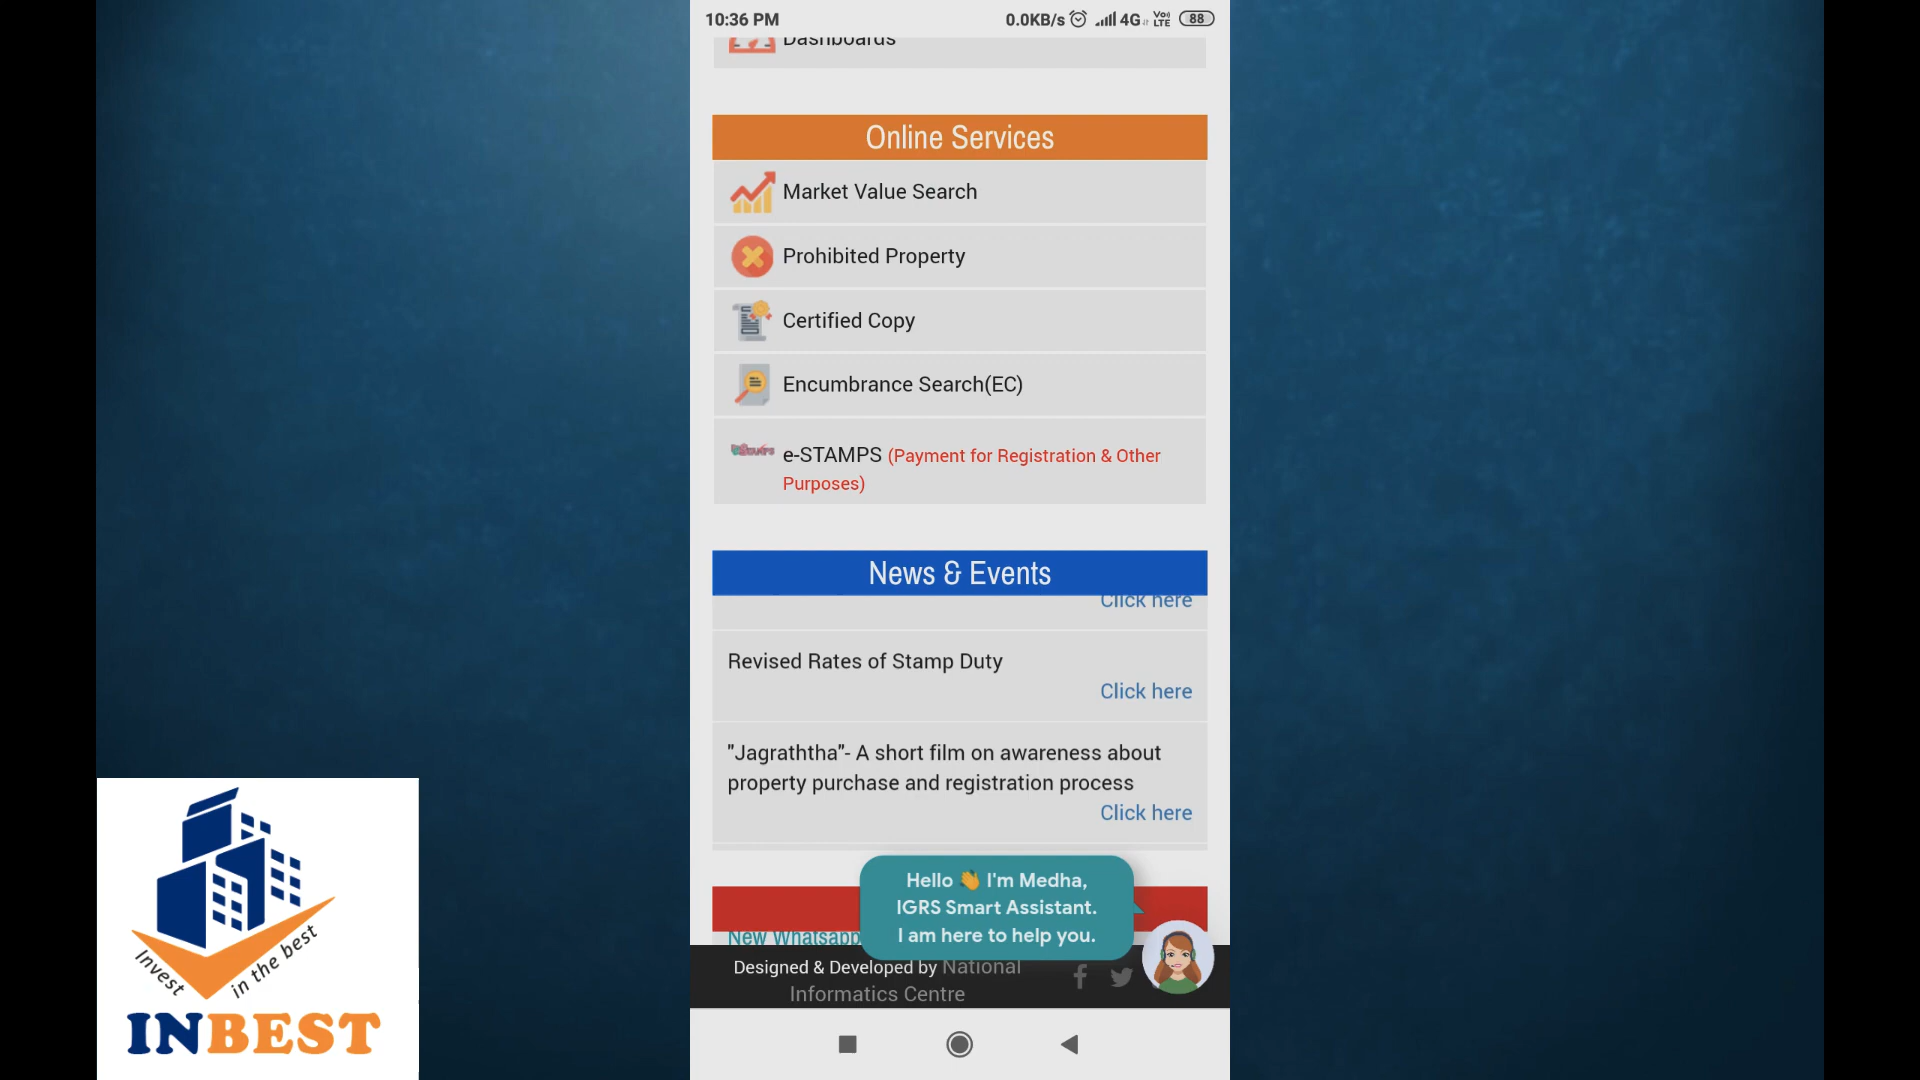 10:36 PM
0.0KB/s 4G Vo LTE 88
Dashboards
Online Services
Market Value Search
Prohibited Property
Certified Copy
Encumbrance Search(EC)
e-STAMPS (Payment for Registration & Other
Purposes)
News & Events
Click here
Revised Rates of Stamp Duty
Click here
"Jagraththa"- A short film on awareness about
property purchase and registration process
Click here
Hello 👏 I'm Medha,
IGRS Smart Assistant.
I am here to help you.
New Whatsapp
Designed & Developed by National
Informatics Centre
Invest in the best
INBEST